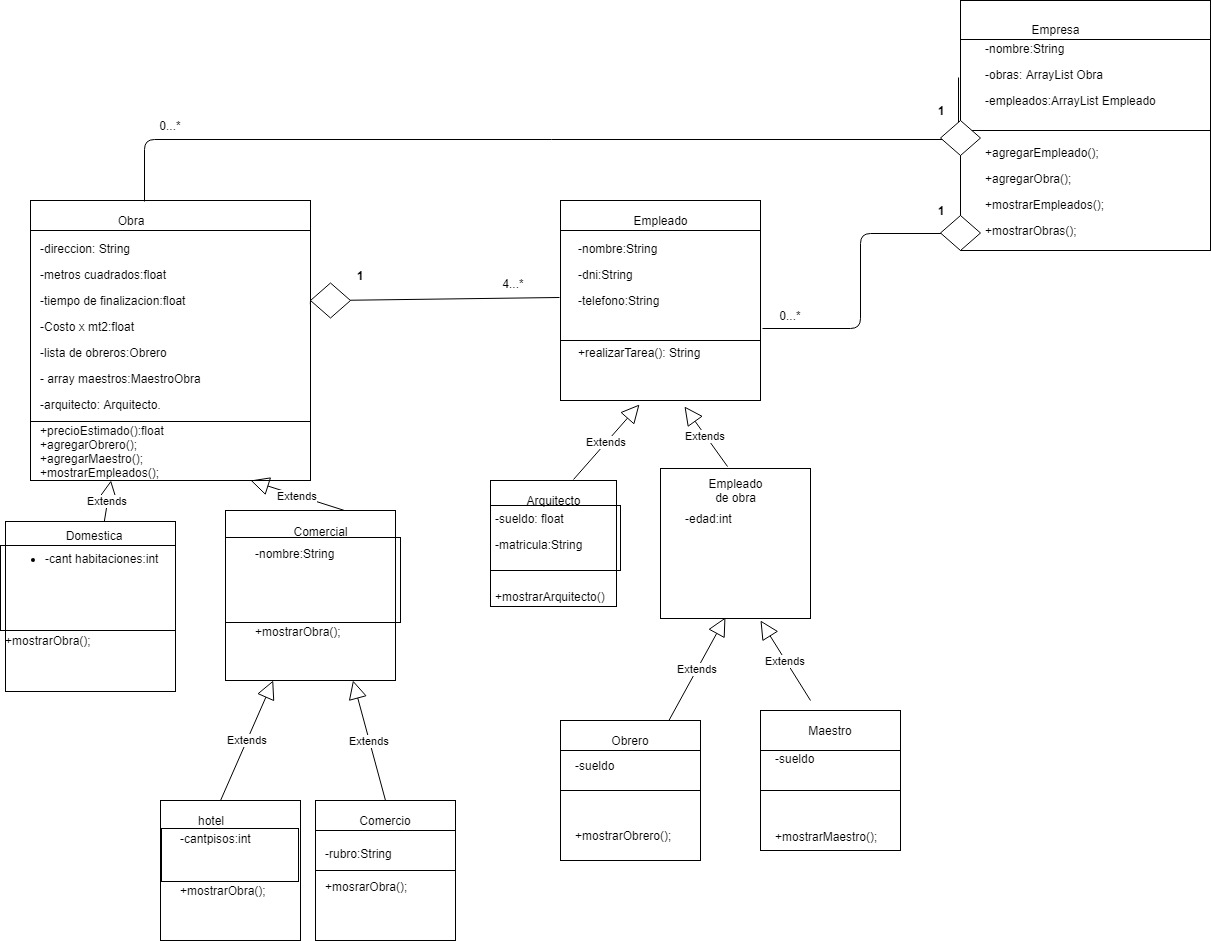 Empresa
-nombre:String
-obras: ArrayList Obra
-empleados:ArrayList Empleado
+agregarEmpleado();
+agregarObra();
+mostrarEmpleados();
+mostrarObras();
1
0...*
1
0...*
Obra
-direccion: String
-metros cuadrados:float
-tiempo de finalizacion:float
-Costo x mt2:float
-lista de obreros:Obrero
- array maestros:MaestroObra
-arquitecto: Arquitecto.
+precioEstimado():float
+agregarObrero();
+agregarMaestro();
+mostrarEmpleados();
1
4...*
Empleado
-nombre:String
-dni:String
-telefono:String
+realizarTarea(): String
Extends
Extends
Extends
Extends
Domestica
• -cant habitaciones:int
+mostrarObra();
Comercial
-nombre:String
+mostrarObra();
Arquitecto
-sueldo: float
-matricula:String
+mostrarArquitecto()
Empleado
de obra
-edad:int
Extends
Extends
Extends
Extends
hotel
-cantpisos:int
+mostrarObra();
Comercio
-rubro:String
+mosrarObra();
Obrero
-sueldo
+mostrarObrero();
Maestro
-sueldo
+mostrarMaestro();